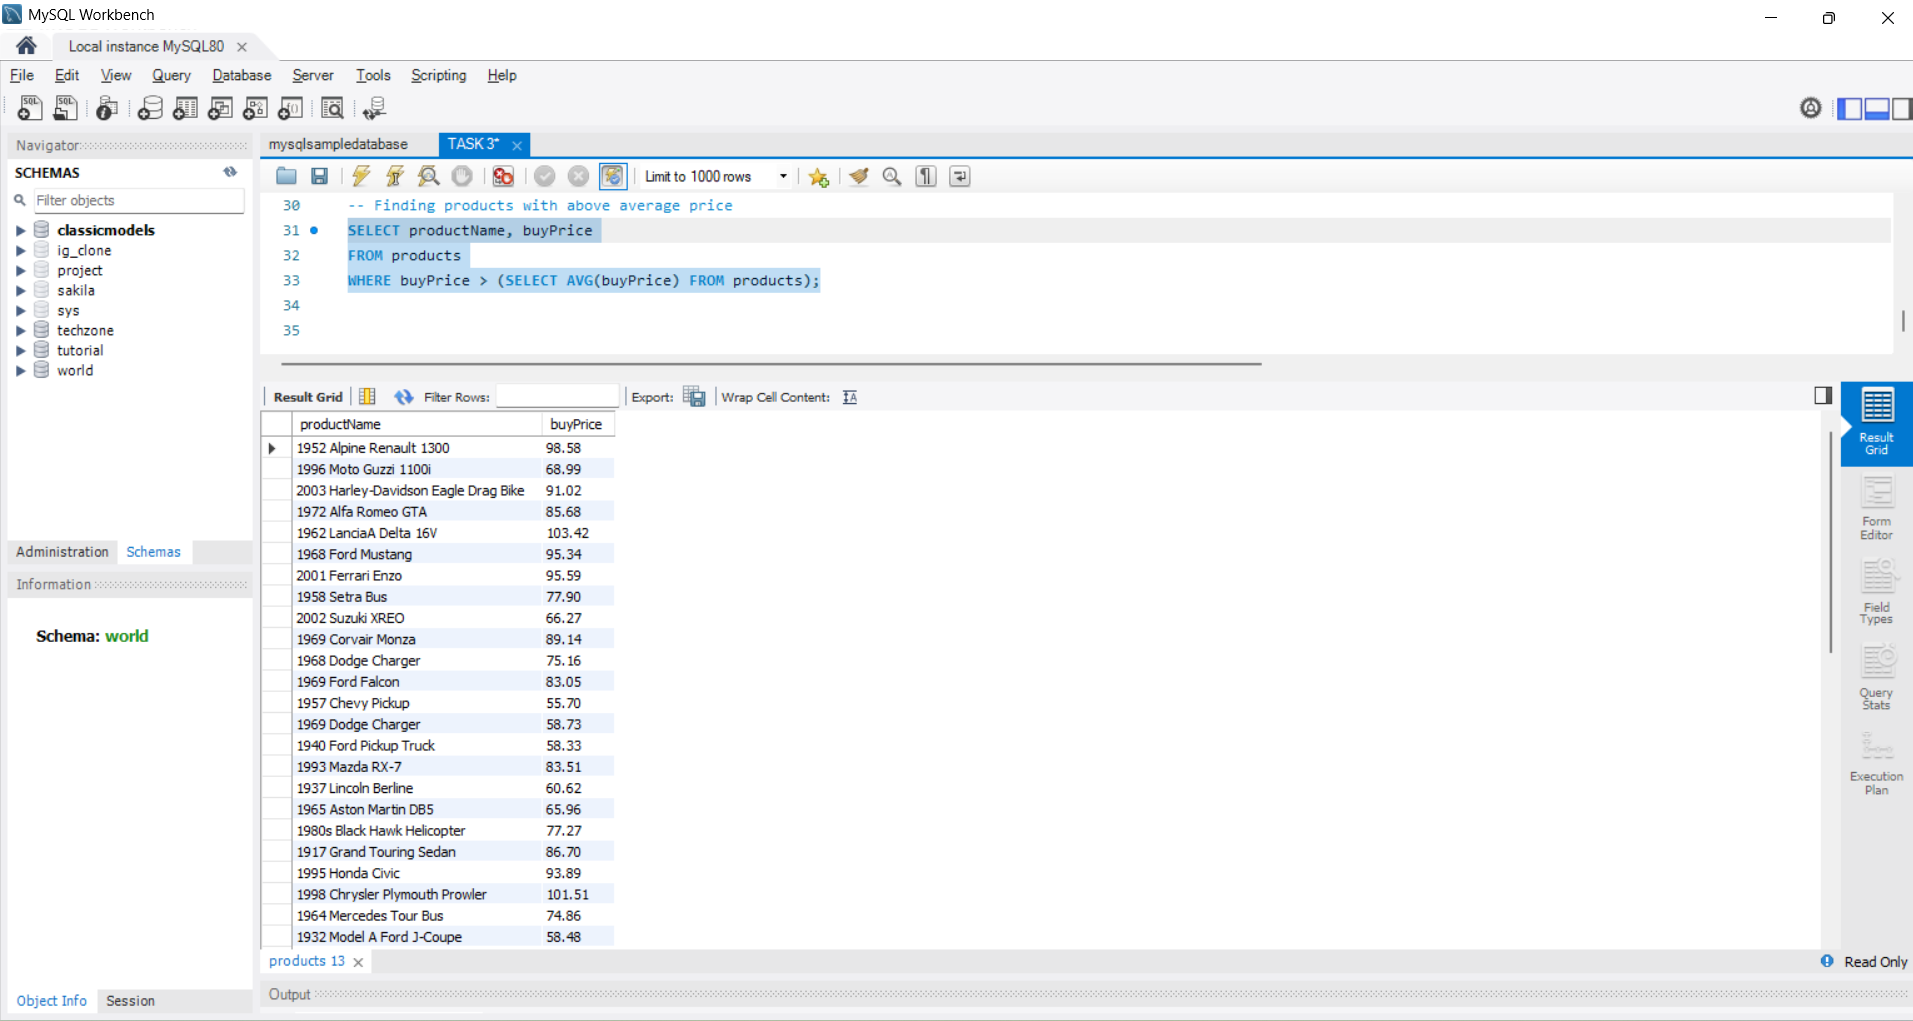 MySQL Workbench
Local instance MySQL80
File Edit View Query Database Server Tools Scripting Help
Navigator
SCHEMAS
Filter objects
classicmodels
ig_clone
project
sakila
sys
techzone
tutorial
world
Administration Schemas
Information
Schema: world
Object Info Session
mysqlsampledatabase TASK 3*
Limit to 1000 rows
30 -- Finding products with above average price
31 SELECT productName, buyPrice
32 FROM products
33 WHERE buyPrice > (SELECT AVG(buyPrice) FROM products);
34
35
Result Grid Filter Rows: Export: Wrap Cell Content:
productName buyPrice
1952 Alpine Renault 1300 98.58
1996 Moto Guzzi 1100i 68.99
2003 Harley-Davidson Eagle Drag Bike 91.02
1972 Alfa Romeo GTA 85.68
1962 LanciaA Delta 16V 103.42
1968 Ford Mustang 95.34
2001 Ferrari Enzo 95.59
1958 Setra Bus 77.90
2002 Suzuki XREO 66.27
1969 Corvair Monza 89.14
1968 Dodge Charger 75.16
1969 Ford Falcon 83.05
1957 Chevy Pickup 55.70
1969 Dodge Charger 58.73
1940 Ford Pickup Truck 58.33
1993 Mazda RX-7 83.51
1937 Lincoln Berline 60.62
1965 Aston Martin DB5 65.96
1980s Black Hawk Helicopter 77.27
1917 Grand Touring Sedan 86.70
1995 Honda Civic 93.89
1998 Chrysler Plymouth Prowler 101.51
1964 Mercedes Tour Bus 74.86
1932 Model A Ford J-Coupe 58.48
Result
Grid
Form
Editor
Field
Types
Query
Stats
Execution
Plan
products 13
Read Only
Output